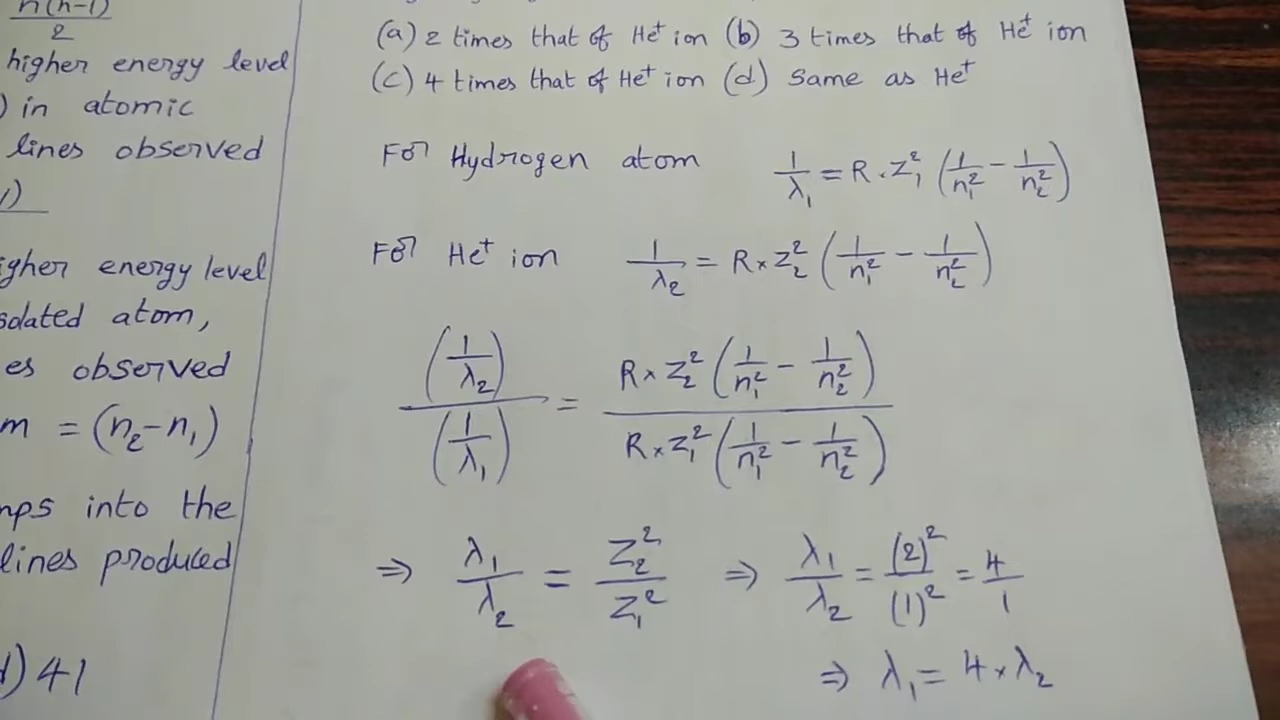 n(n-1)
2
higher energy level
) in atomic
lines observed
1)
gher energy level
solated atom,
es observed
m = (n₂-n₁)
mps into the
lines produced
) 41
(a) 2 times that of He⁺ ion (b) 3 times that of He⁺ ion
(c) 4 times that of He⁺ ion (d) Same as He⁺
For Hydrogen atom 1/λ₁ = R . Z₁² (1/n₁² - 1/n₂²)
For He⁺ ion 1/λ₂ = R × Z₂² (1/n₁² - 1/n₂²)
(1/λ₂)/(1/λ₁) = R × Z₂² (1/n₁² - 1/n₂²) / R × Z₁² (1/n₁² - 1/n₂²)
⇒ λ₁/λ₂ = Z₂²/Z₁² ⇒ λ₁/λ₂ = (2)²/(1)² = 4/1
⇒ λ₁ = 4 × λ₂